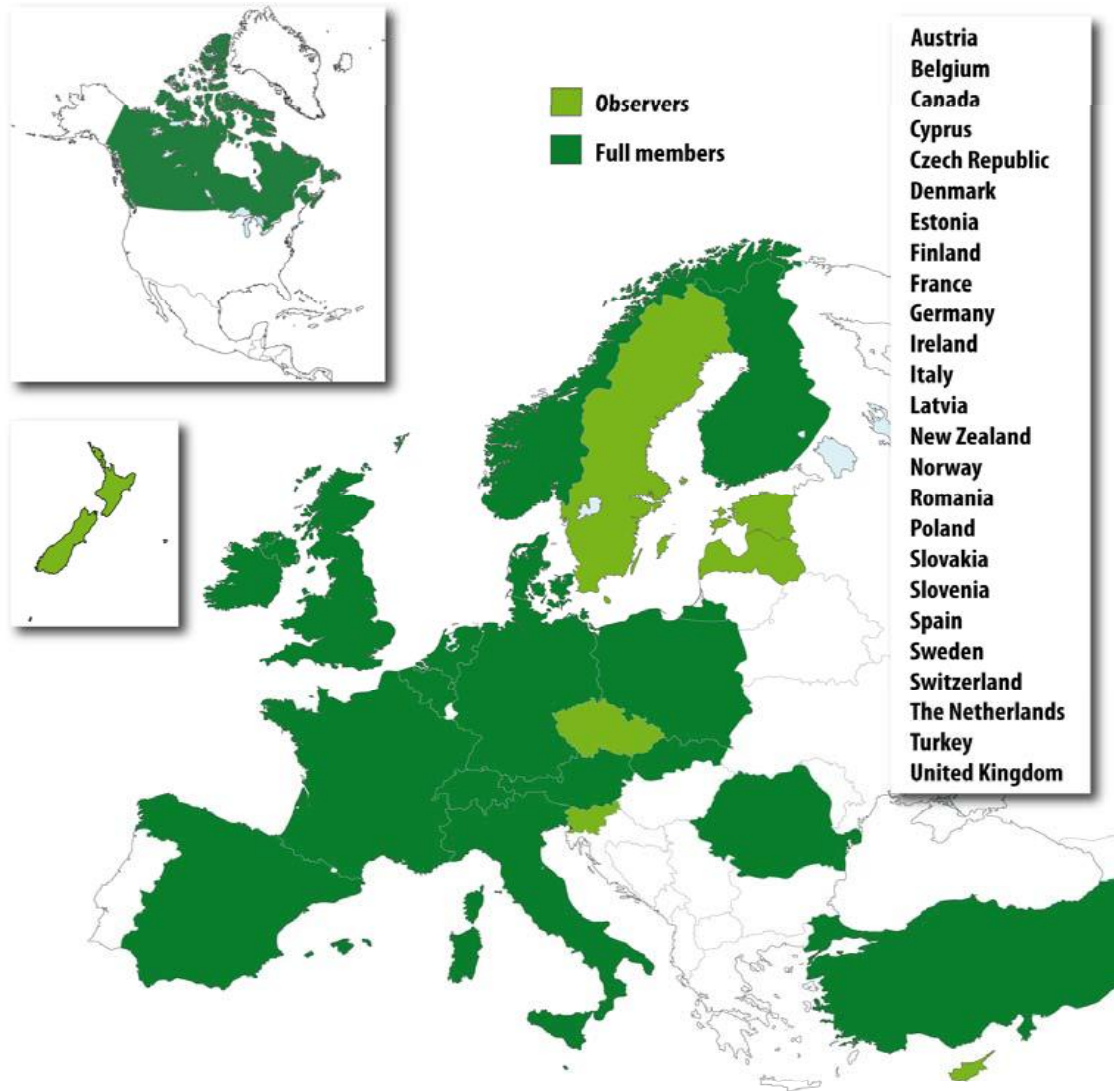 Observers
Full members
Austria
Belgium
Canada
Cyprus
Czech Republic
Denmark
Estonia
Finland
France
Germany
Ireland
Italy
Latvia
New Zealand
Norway
Romania
Poland
Slovakia
Slovenia
Spain
Sweden
Switzerland
The Netherlands
Turkey
United Kingdom